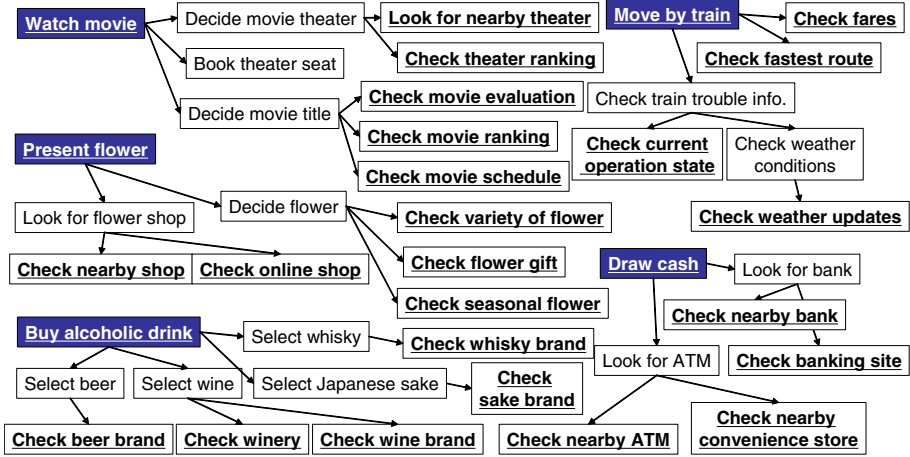 Watch movie
Decide movie theater
Look for nearby theater
Check theater ranking
Book theater seat
Decide movie title
Check movie evaluation
Check movie ranking
Check movie schedule
Move by train
Check fares
Check fastest route
Check train trouble info.
Check current
operation state
Check weather
conditions
Check weather updates
Present flower
Look for flower shop
Check nearby shop
Check online shop
Decide flower
Check variety of flower
Check flower gift
Check seasonal flower
Draw cash
Look for bank
Check nearby bank
Check banking site
Look for ATM
Check nearby ATM
Check nearby
convenience store
Buy alcoholic drink
Select whisky
Check whisky brand
Select beer
Select wine
Select Japanese sake
Check
sake brand
Check beer brand
Check winery
Check wine brand